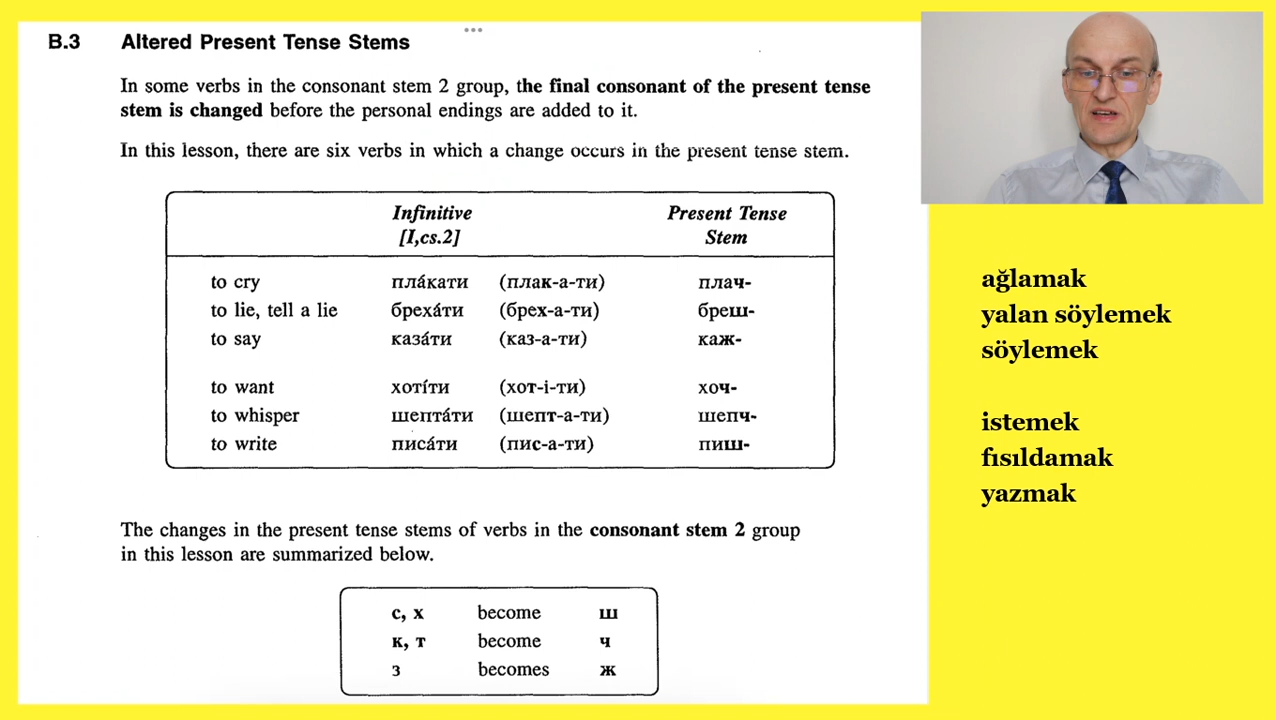 B.3 Altered Present Tense Stems
In some verbs in the consonant stem 2 group, the final consonant of the present tense
stem is changed before the personal endings are added to it.
In this lesson, there are six verbs in which a change occurs in the present tense stem.
Infinitive Present Tense
[I,cs.2] Stem
to cry плáкати (плак-а-ти) плач-
to lie, tell a lie брехáти (брех-а-ти) бреш-
to say казáти (каз-а-ти) каж-
to want хотíти (хот-і-ти) хоч-
to whisper шептáти (шепт-а-ти) шепч-
to write писáти (пис-а-ти) пиш-
The changes in the present tense stems of verbs in the consonant stem 2 group
in this lesson are summarized below.
с, х become ш
к, т become ч
з becomes ж
ağlamak
yalan söylemek
söylemek
istemek
fısıldamak
yazmak